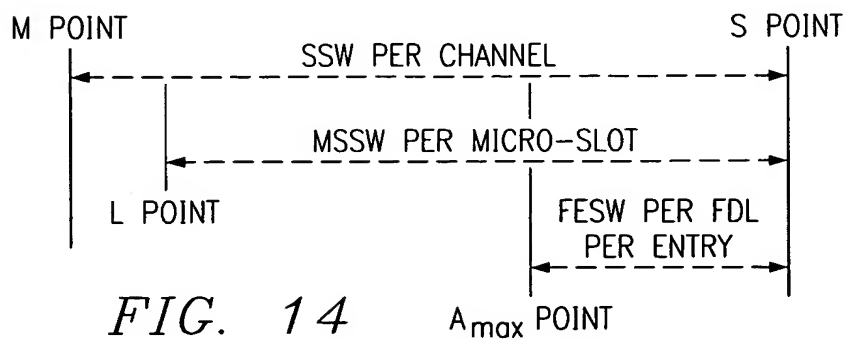 M POINT
S POINT
SSW PER CHANNEL
MSSW PER MICRO-SLOT
L POINT
FESW PER FDL
PER ENTRY
FIG. 14
Amax POINT